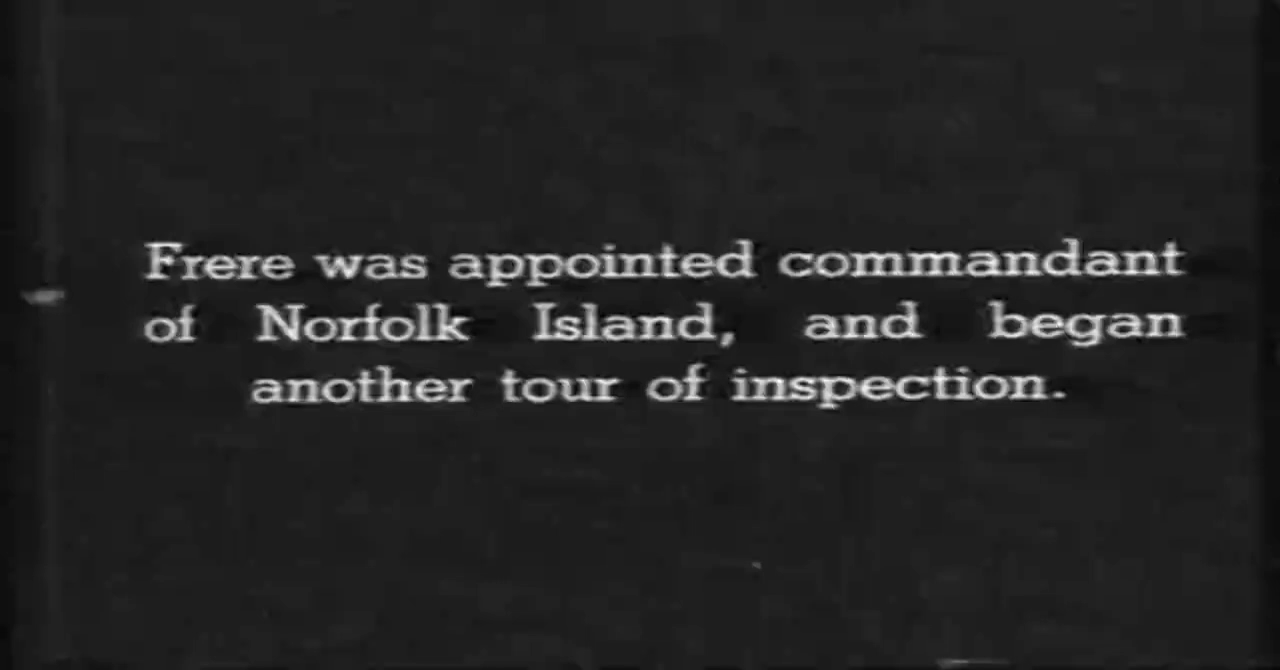 Frere was appointed commandant
of Norfolk Island, and began
another tour of inspection.